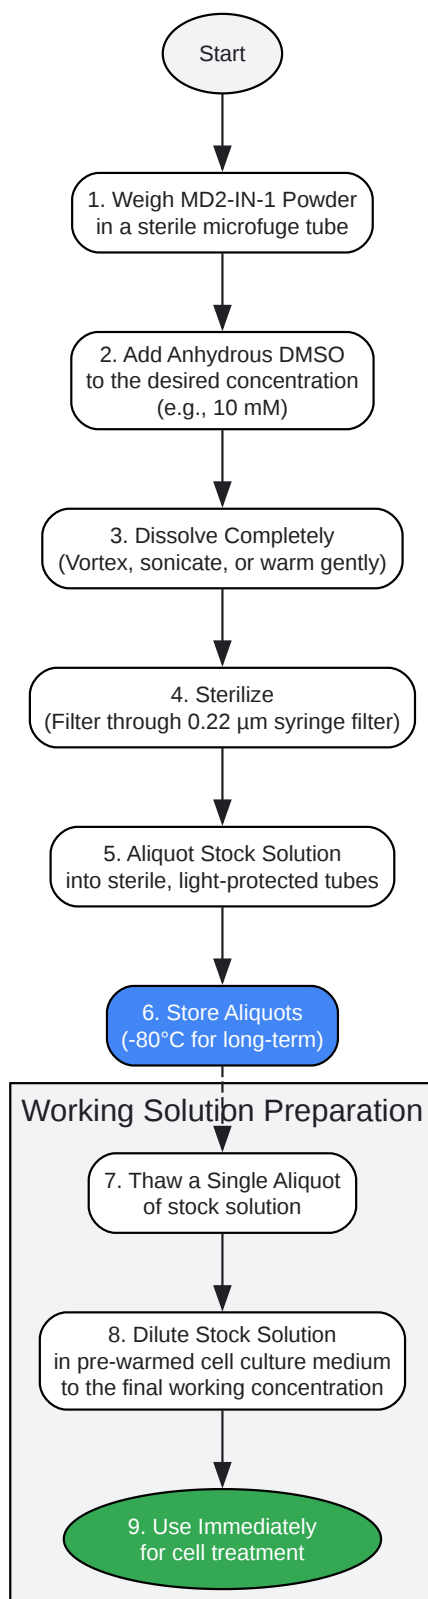 Start
1. Weigh MD2-IN-1 Powder
in a sterile microfuge tube
2. Add Anhydrous DMSO
to the desired concentration
(e.g., 10 mM)
3. Dissolve Completely
(Vortex, sonicate, or warm gently)
4. Sterilize
(Filter through 0.22 µm syringe filter)
5. Aliquot Stock Solution
into sterile, light-protected tubes
6. Store Aliquots
(-80°C for long-term)
Working Solution Preparation
7. Thaw a Single Aliquot
of stock solution
8. Dilute Stock Solution
in pre-warmed cell culture medium
to the final working concentration
9. Use Immediately
for cell treatment